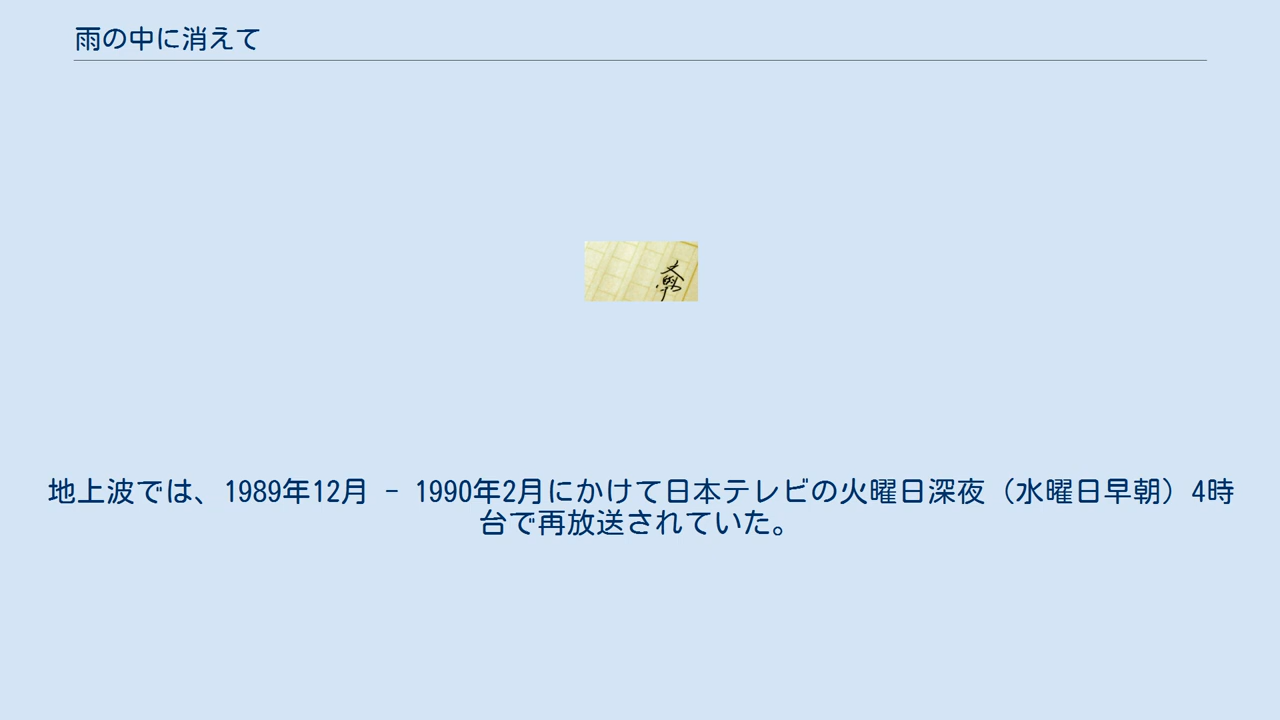 雨の中に消えて
地上波では、1989年12月 - 1990年2月にかけて日本テレビの火曜日深夜（水曜日早朝）4時
台で再放送されていた。